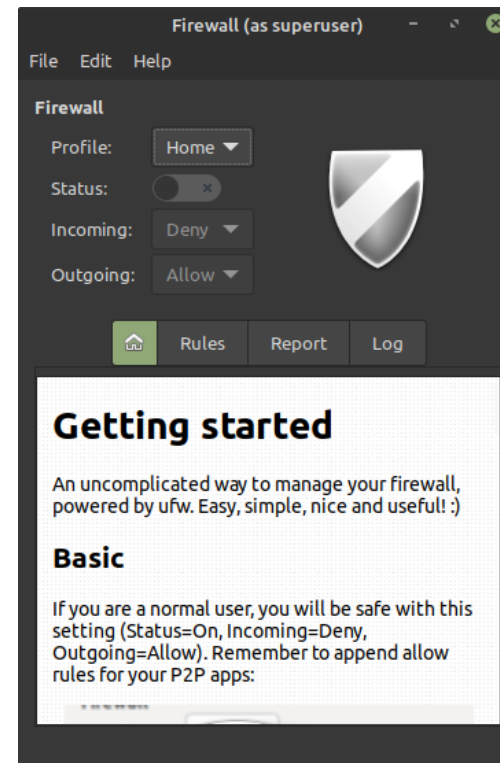 Firewall (as superuser)
File Edit Help
Firewall
Profile: Home
Status:
Incoming: Deny
Outgoing: Allow
Rules Report Log
Getting started
An uncomplicated way to manage your firewall,
powered by ufw. Easy, simple, nice and useful! :)
Basic
If you are a normal user, you will be safe with this
setting (Status=On, Incoming=Deny,
Outgoing=Allow). Remember to append allow
rules for your P2P apps: